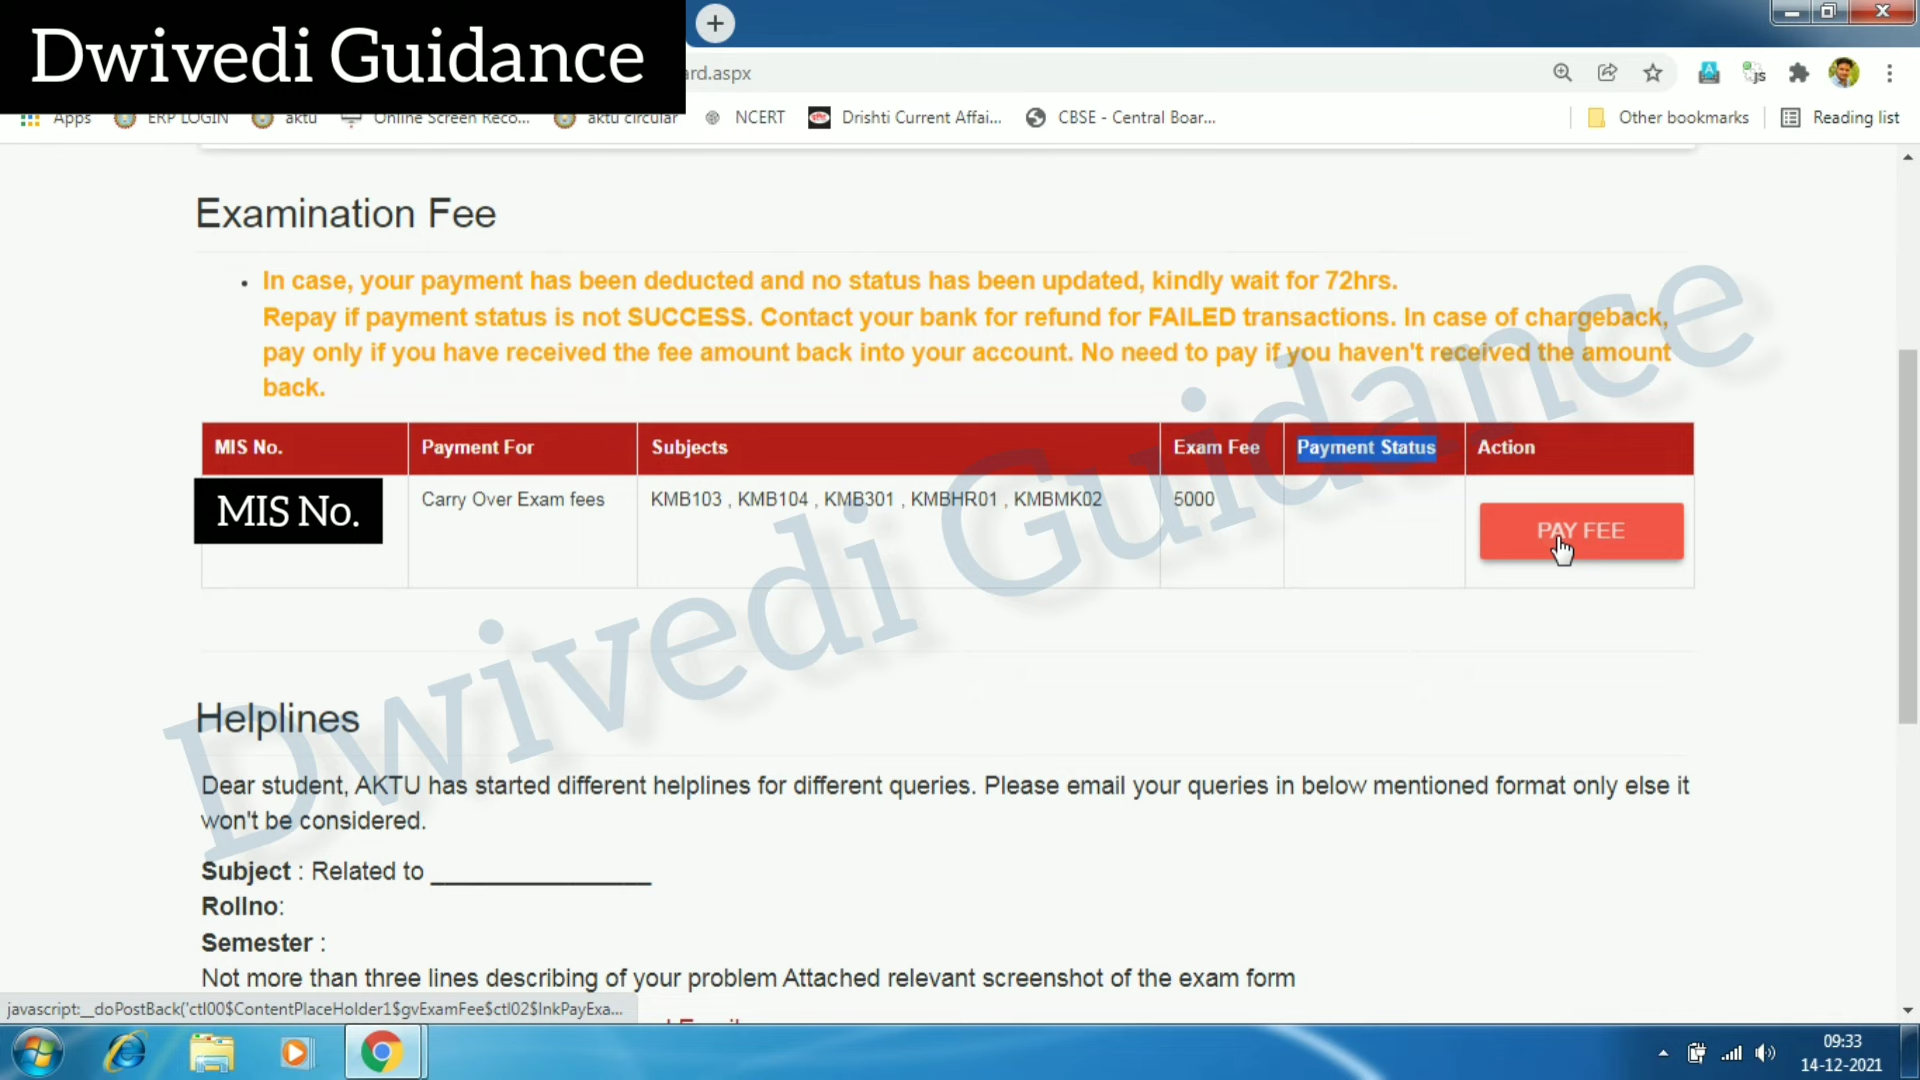 Dwivedi Guidance
rd.aspx
Apps ERP LOGIN aktu Online Screen Reco... aktu circular NCERT Drishti Current Affai... CBSE - Central Boar... Other bookmarks Reading list
Examination Fee
• In case, your payment has been deducted and no status has been updated, kindly wait for 72hrs.
Repay if payment status is not SUCCESS. Contact your bank for refund for FAILED transactions. In case of chargeback,
pay only if you have received the fee amount back into your account. No need to pay if you haven't received the amount
back.
MIS No. Payment For Subjects Exam Fee Payment Status Action
MIS No. Carry Over Exam fees KMB103 , KMB104 , KMB301 , KMBHR01 , KMBMK02 5000 PAY FEE
Dwivedi Guidance
Helplines
Dear student, AKTU has started different helplines for different queries. Please email your queries in below mentioned format only else it
won't be considered.
Subject : Related to _______________
Rollno:
Semester :
Not more than three lines describing of your problem Attached relevant screenshot of the exam form
javascript:__doPostBack('ctl00$ContentPlaceHolder1$gvExamFee$ctl02$lnkPayExa...
09:33
14-12-2021